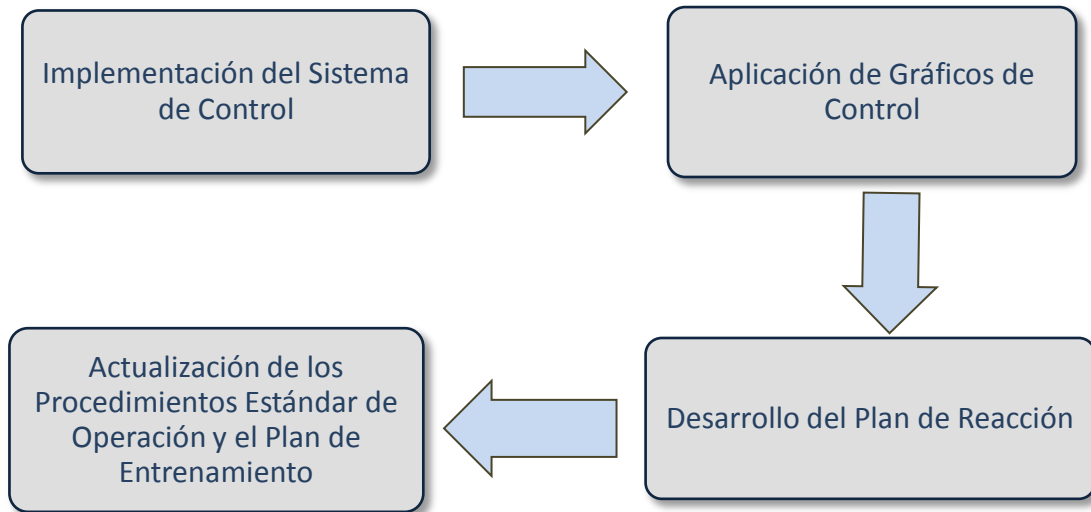 Implementación del Sistema
de Control
Aplicación de Gráficos de
Control
Desarrollo del Plan de Reacción
Actualización de los
Procedimientos Estándar de
Operación y el Plan de
Entrenamiento